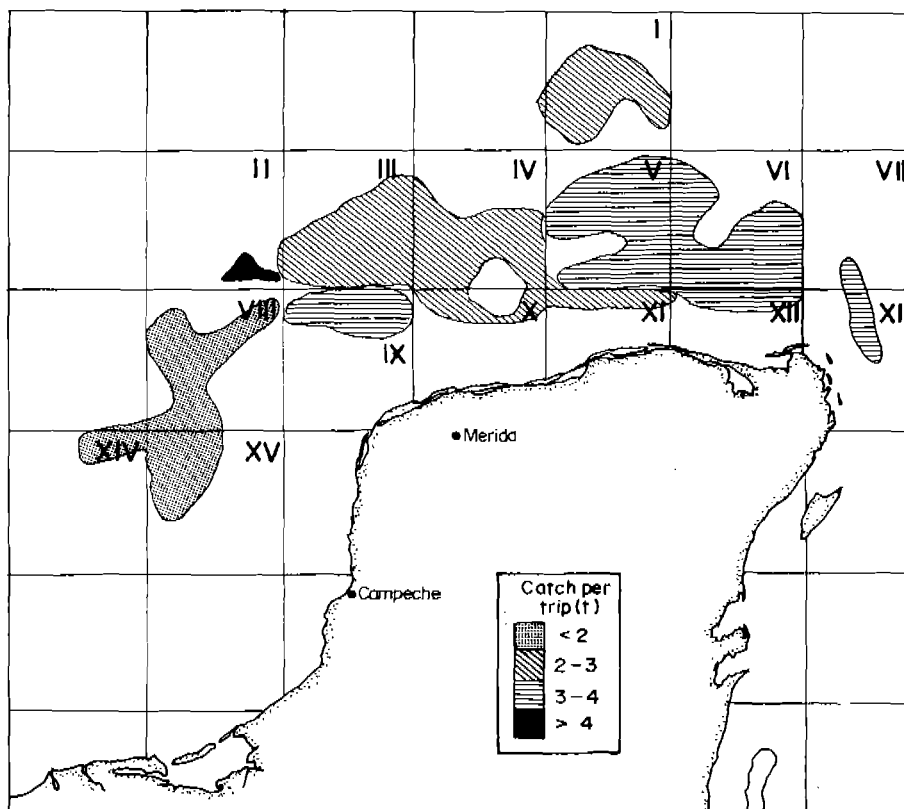 I
II
III
IV
V
VI
VII
VIII
IX
X
XI
XII
XI
XIV
XV
Merida
Campeche
Catch per
trip (t)
< 2
2-3
3-4
> 4